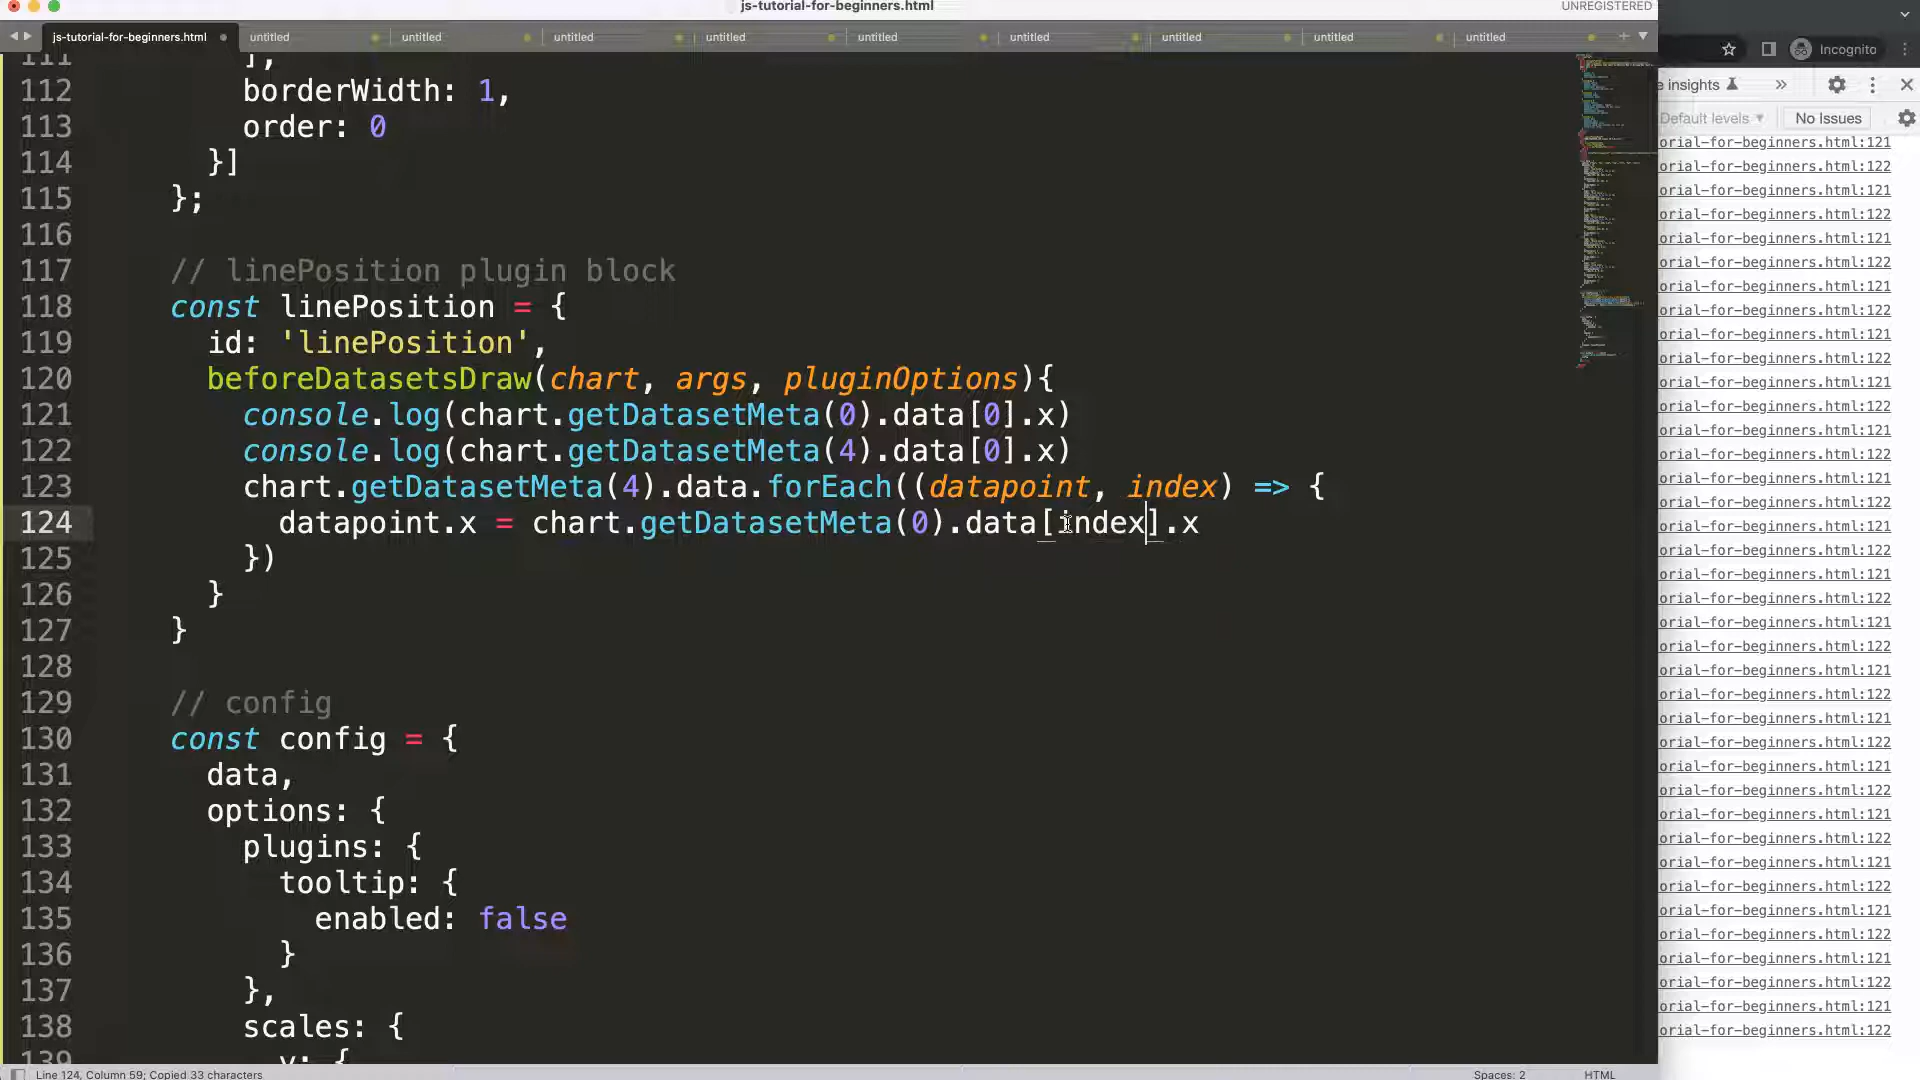 js-tutorial-for-beginners.html
UNREGISTERED
js-tutorial-for-beginners.html untitled untitled untitled untitled untitled untitled untitled untitled untitled
Incognito
insights
Default levels ▼ No Issues
111 ],
112 borderWidth: 1,
113 order: 0
114 }]
115 };
116
117 // linePosition plugin block
118 const linePosition = {
119 id: 'linePosition',
120 beforeDatasetsDraw(chart, args, pluginOptions){
121 console.log(chart.getDatasetMeta(0).data[0].x)
122 console.log(chart.getDatasetMeta(4).data[0].x)
123 chart.getDatasetMeta(4).data.forEach((datapoint, index) => {
124 datapoint.x = chart.getDatasetMeta(0).data[index].x
125 })
126 }
127 }
128
129 // config
130 const config = {
131 data,
132 options: {
133 plugins: {
134 tooltip: {
135 enabled: false
136 }
137 },
138 scales: {
139 y: {
orial-for-beginners.html:121
orial-for-beginners.html:122
orial-for-beginners.html:121
orial-for-beginners.html:122
orial-for-beginners.html:121
orial-for-beginners.html:122
orial-for-beginners.html:121
orial-for-beginners.html:122
orial-for-beginners.html:121
orial-for-beginners.html:122
orial-for-beginners.html:121
orial-for-beginners.html:122
orial-for-beginners.html:121
orial-for-beginners.html:122
orial-for-beginners.html:121
orial-for-beginners.html:122
orial-for-beginners.html:121
orial-for-beginners.html:122
orial-for-beginners.html:121
orial-for-beginners.html:122
orial-for-beginners.html:121
orial-for-beginners.html:122
orial-for-beginners.html:121
orial-for-beginners.html:122
orial-for-beginners.html:121
orial-for-beginners.html:122
orial-for-beginners.html:121
orial-for-beginners.html:122
orial-for-beginners.html:121
orial-for-beginners.html:122
orial-for-beginners.html:121
orial-for-beginners.html:122
orial-for-beginners.html:121
orial-for-beginners.html:122
orial-for-beginners.html:121
orial-for-beginners.html:122
orial-for-beginners.html:121
orial-for-beginners.html:122
Line 124, Column 59; Copied 33 characters
Spaces: 2 HTML